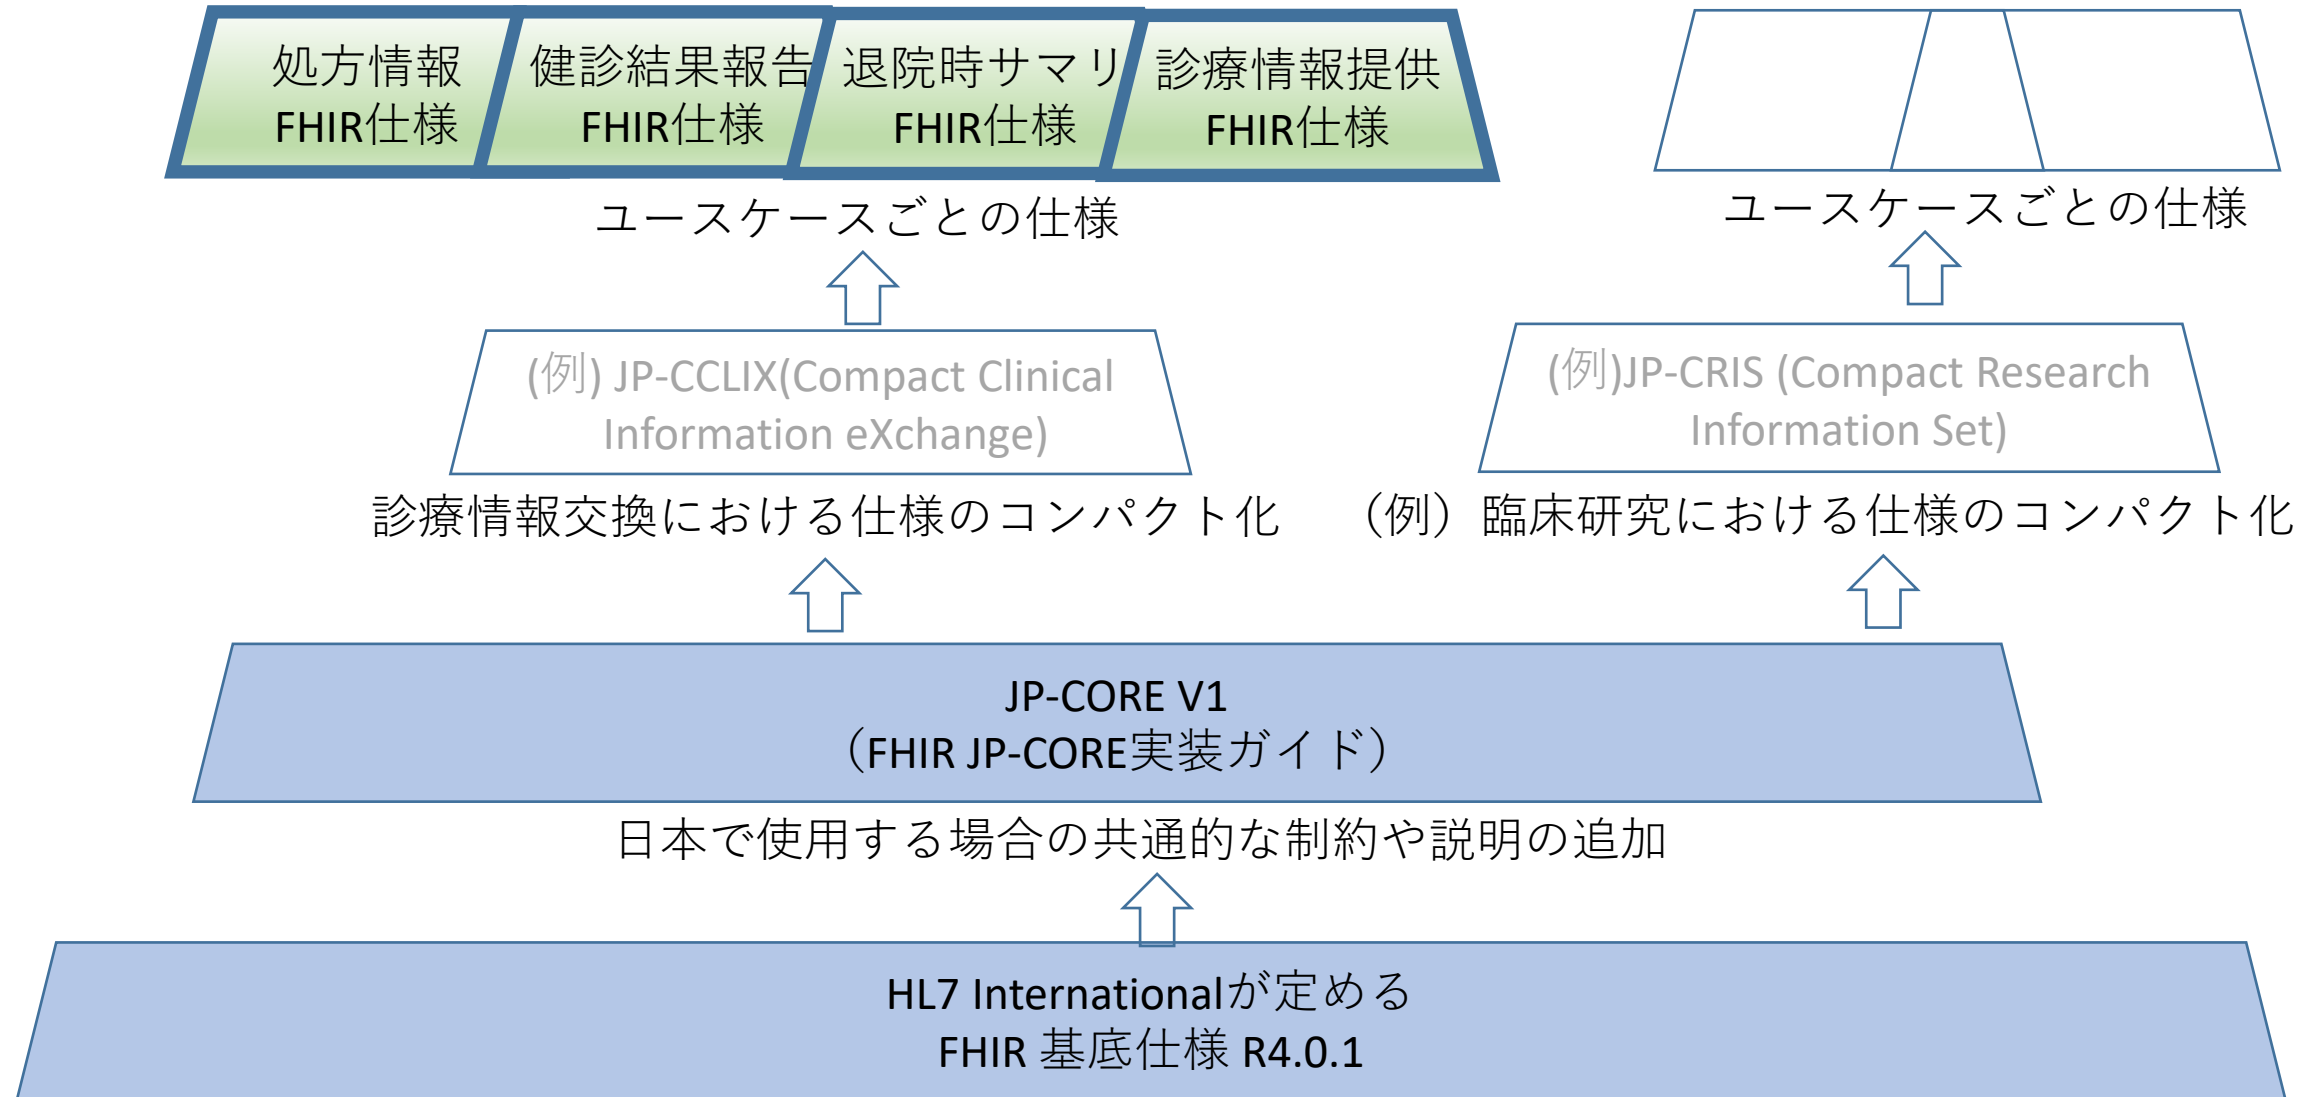 処方情報
FHIR仕様
健診結果報告
FHIR仕様
退院時サマリ
FHIR仕様
診療情報提供
FHIR仕様
ユースケースごとの仕様
ユースケースごとの仕様
(例) JP-CCLIX(Compact Clinical
Information eXchange)
(例)JP-CRIS (Compact Research
Information Set)
診療情報交換における仕様のコンパクト化
（例）臨床研究における仕様のコンパクト化
JP-CORE V1
（FHIR JP-CORE実装ガイド）
日本で使用する場合の共通的な制約や説明の追加
HL7 Internationalが定める
FHIR 基底仕様 R4.0.1